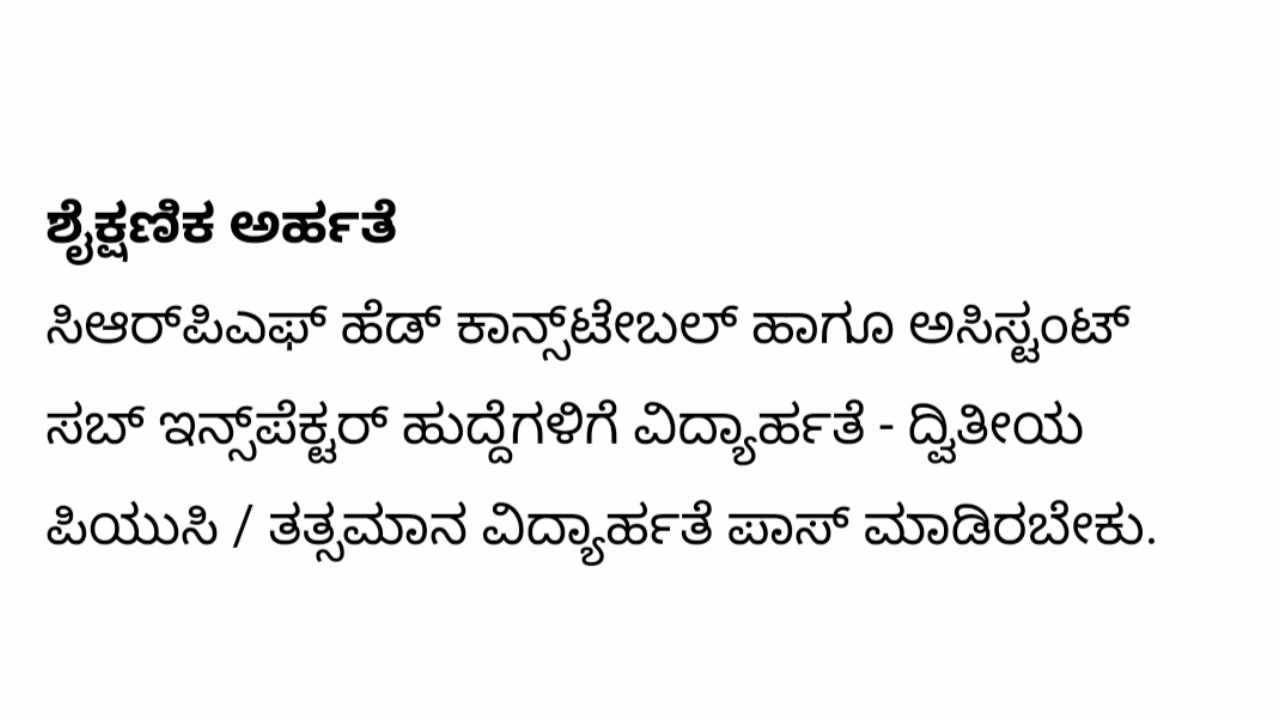 ಶೈಕ್ಷಣಿಕ ಅರ್ಹತೆ
ಸಿಆರ್‌ಪಿಎಫ್ ಹೆಡ್ ಕಾನ್ಸ್‌ಟೇಬಲ್ ಹಾಗೂ ಅಸಿಸ್ಟಂಟ್
ಸಬ್ ಇನ್ಸ್‌ಪೆಕ್ಟರ್ ಹುದ್ದೆಗಳಿಗೆ ವಿದ್ಯಾರ್ಹತೆ - ದ್ವಿತೀಯ
ಪಿಯುಸಿ / ತತ್ಸಮಾನ ವಿದ್ಯಾರ್ಹತೆ ಪಾಸ್ ಮಾಡಿರಬೇಕು.